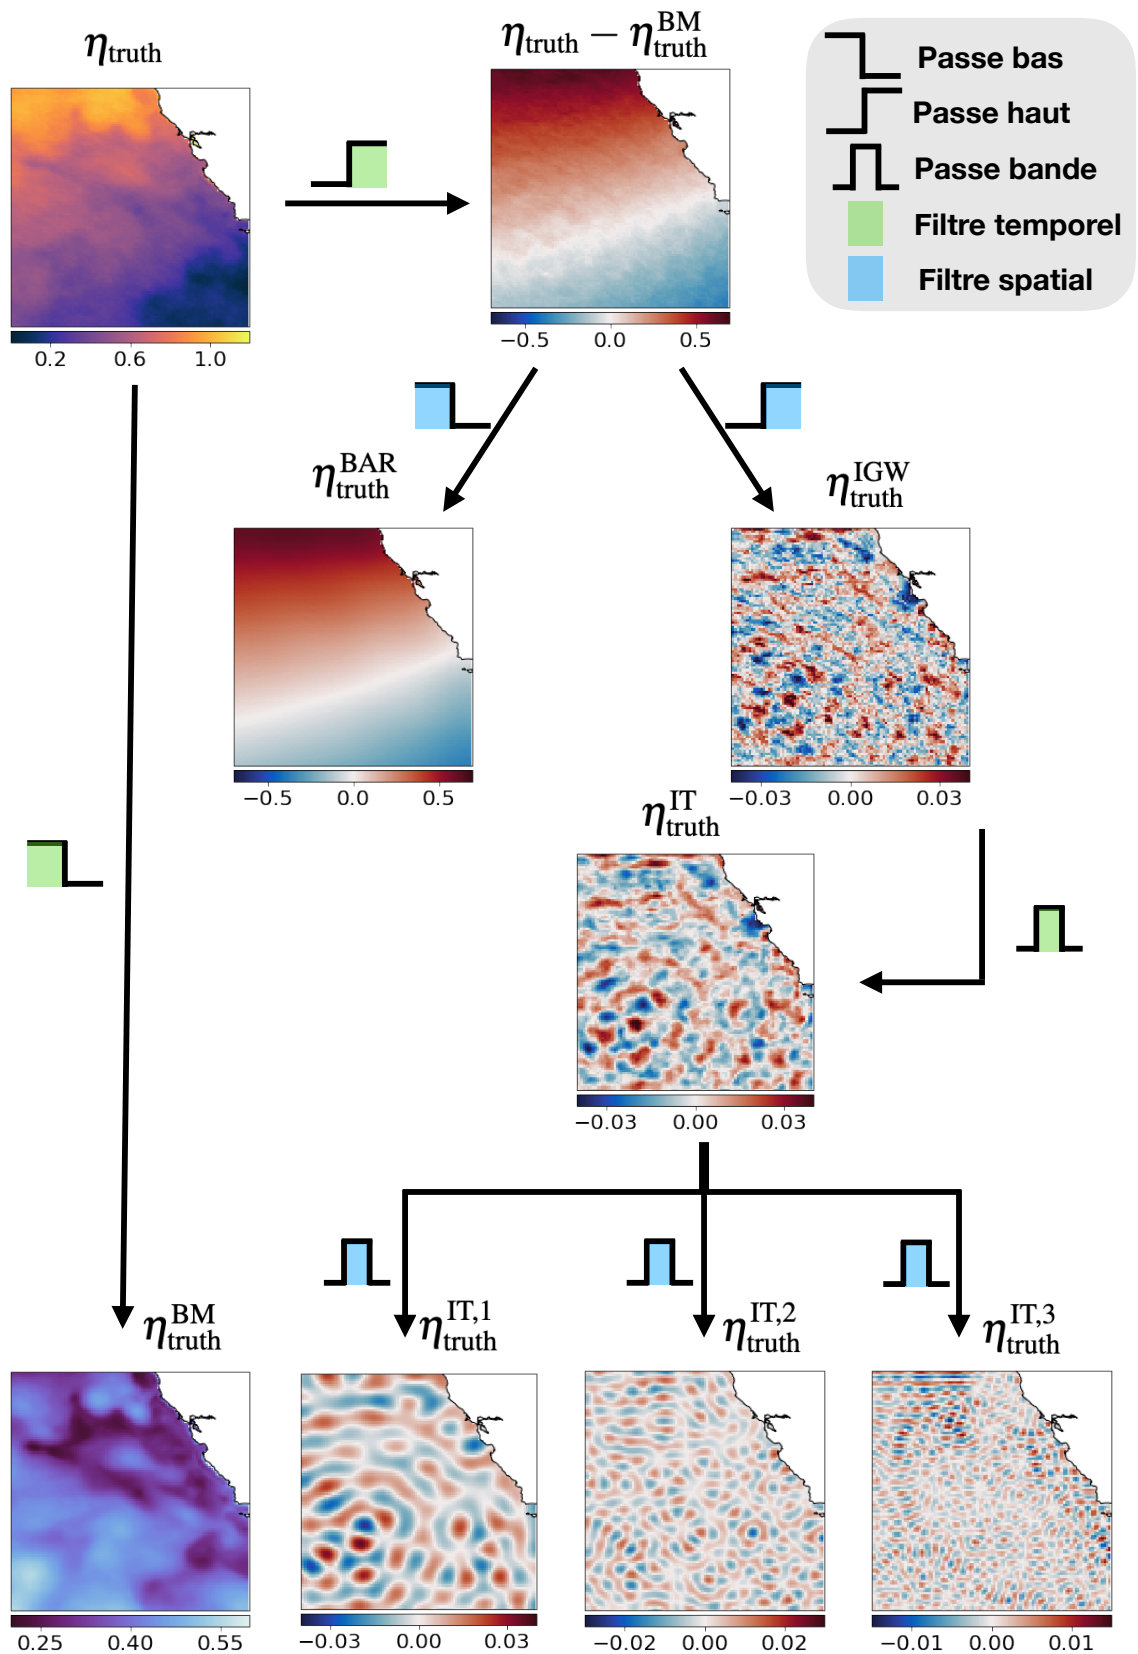 η_truth
η_truth − η_truth^BM
Passe bas
Passe haut
Passe bande
Filtre temporel
Filtre spatial
0.2 0.6 1.0
−0.5 0.0 0.5
η_truth^BAR
η_truth^IGW
−0.5 0.0 0.5
−0.03 0.00 0.03
η_truth^IT
−0.03 0.00 0.03
η_truth^BM
η_truth^IT,1
η_truth^IT,2
η_truth^IT,3
0.25 0.40 0.55
−0.03 0.00 0.03
−0.02 0.00 0.02
−0.01 0.00 0.01